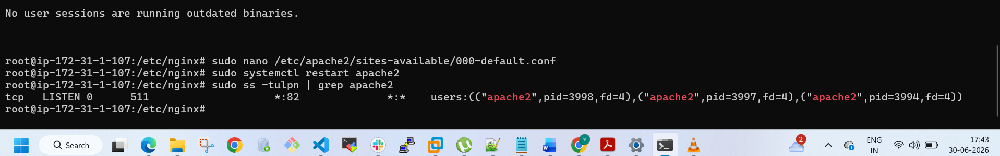 No user sessions are running outdated binaries.
root@ip-172-31-1-107:/etc/nginx# sudo nano /etc/apache2/sites-available/000-default.conf
root@ip-172-31-1-107:/etc/nginx# sudo systemctl restart apache2
root@ip-172-31-1-107:/etc/nginx# sudo ss -tulpn | grep apache2
tcp   LISTEN 0      511                    *:82              *:*    users:(("apache2",pid=3998,fd=4),("apache2",pid=3997,fd=4),("apache2",pid=3994,fd=4))
root@ip-172-31-1-107:/etc/nginx#
Search
2
ENG
IN
17:43
30-06-2026